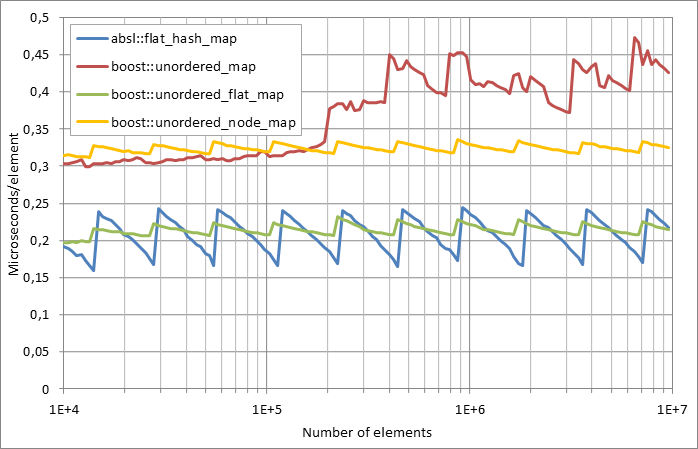 0,5
0,45
0,4
0,35
0,3
0,25
0,2
0,15
0,1
0,05
0
Microseconds/element
absl::flat_hash_map
boost::unordered_map
boost::unordered_flat_map
boost::unordered_node_map
1E+4 1E+5 1E+6 1E+7
Number of elements